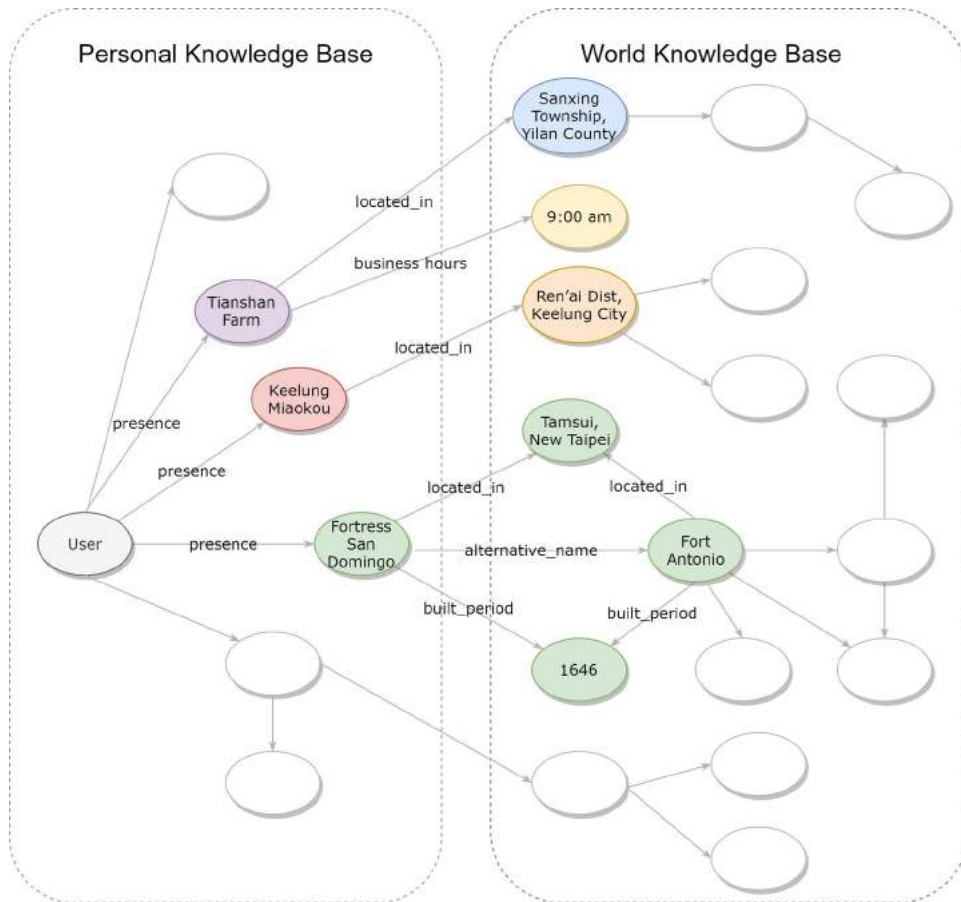 Personal Knowledge Base
World Knowledge Base
Sanxing
Township,
Yilan County
located_in
9:00 am
business hours
Tianshan
Farm
Ren'ai Dist,
Keelung City
located_in
Keelung
Miaokou
presence
Tamsui,
New Taipei
presence
located_in
located_in
User
presence
Fortress
San
Domingo
alternative_name
Fort
Antonio
built_period
built_period
1646